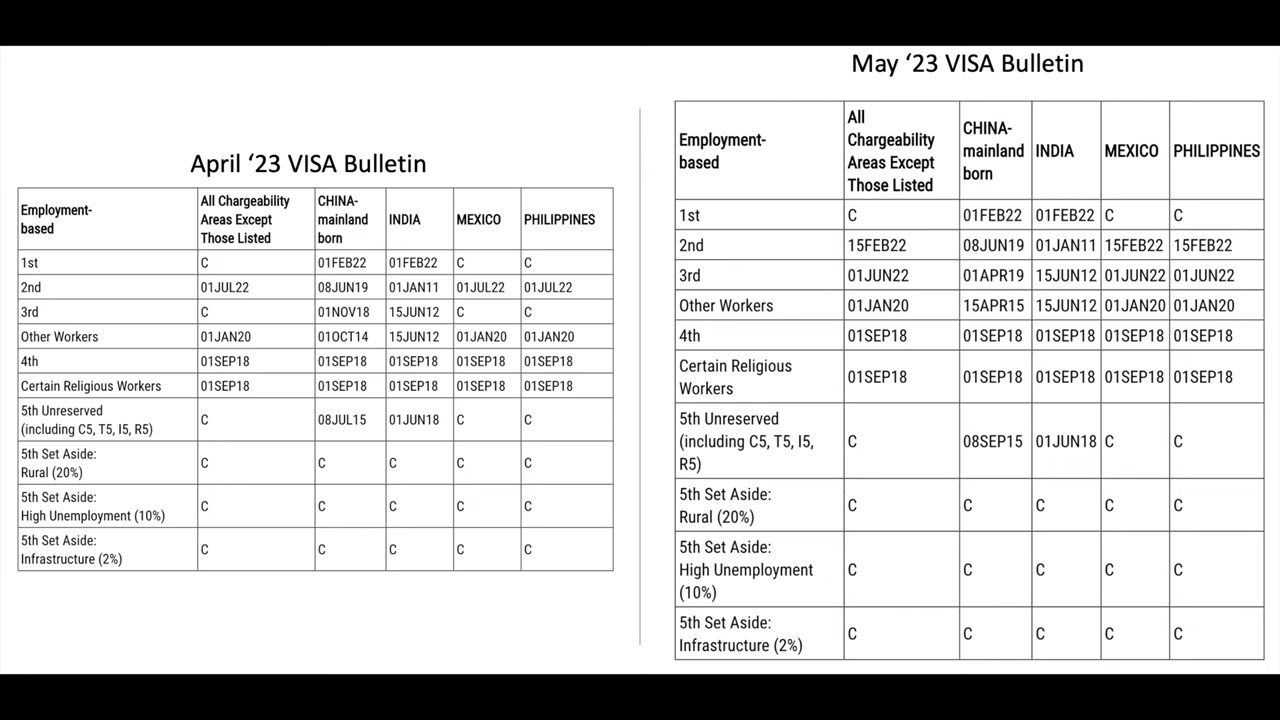 April ‘23 VISA Bulletin
Employment-
based
All Chargeability
Areas Except
Those Listed
CHINA-
mainland
born
INDIA
MEXICO
PHILIPPINES
1st C 01FEB22 01FEB22 C C
2nd 01JUL22 08JUN19 01JAN11 01JUL22 01JUL22
3rd C 01NOV18 15JUN12 C C
Other Workers 01JAN20 01OCT14 15JUN12 01JAN20 01JAN20
4th 01SEP18 01SEP18 01SEP18 01SEP18 01SEP18
Certain Religious Workers 01SEP18 01SEP18 01SEP18 01SEP18 01SEP18
5th Unreserved
(including C5, T5, I5, R5)
C 08JUL15 01JUN18 C C
5th Set Aside:
Rural (20%)
C C C C C
5th Set Aside:
High Unemployment (10%)
C C C C C
5th Set Aside:
Infrastructure (2%)
C C C C C
May ‘23 VISA Bulletin
Employment-
based
All
Chargeability
Areas Except
Those Listed
CHINA-
mainland
born
INDIA
MEXICO
PHILIPPINES
1st C 01FEB22 01FEB22 C C
2nd 15FEB22 08JUN19 01JAN11 15FEB22 15FEB22
3rd 01JUN22 01APR19 15JUN12 01JUN22 01JUN22
Other Workers 01JAN20 15APR15 15JUN12 01JAN20 01JAN20
4th 01SEP18 01SEP18 01SEP18 01SEP18 01SEP18
Certain Religious
Workers
01SEP18 01SEP18 01SEP18 01SEP18 01SEP18
5th Unreserved
(including C5, T5, I5,
R5)
C 08SEP15 01JUN18 C C
5th Set Aside:
Rural (20%)
C C C C C
5th Set Aside:
High Unemployment
(10%)
C C C C C
5th Set Aside:
Infrastructure (2%)
C C C C C